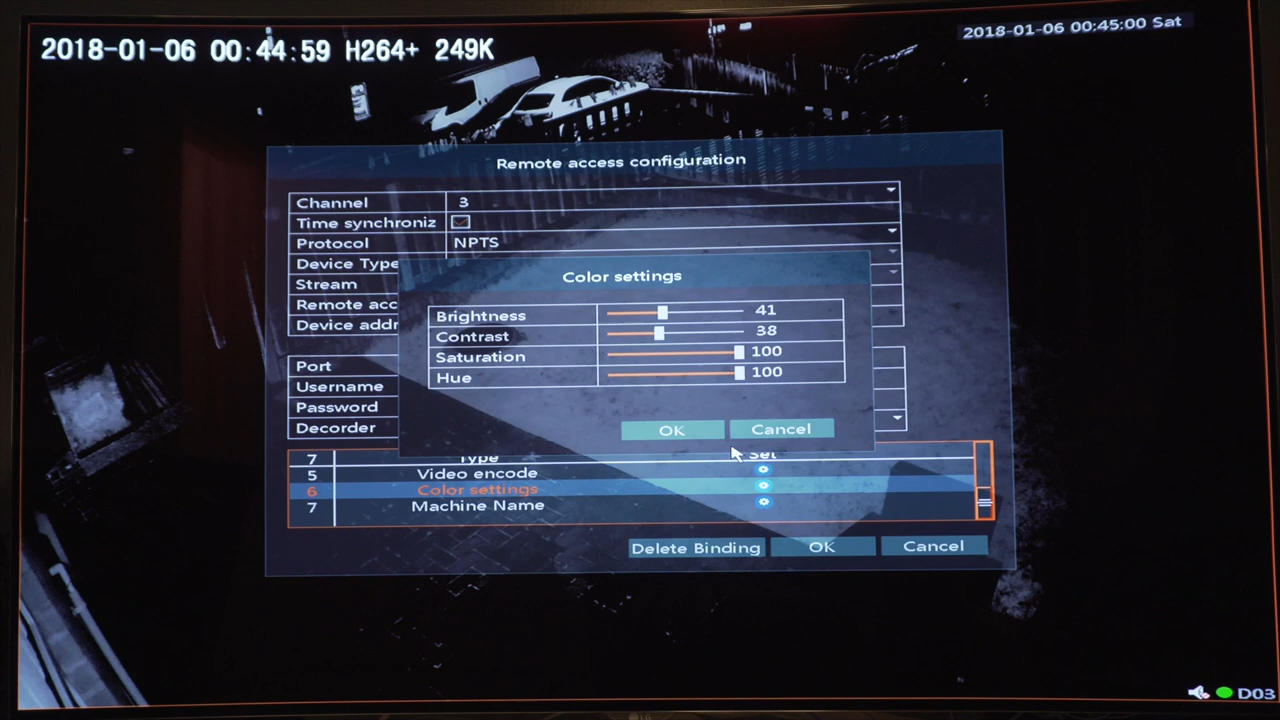 2018-01-06 00:44:59 H264+ 249K
2018-01-06 00:45:00 Sat
Remote access configuration
Channel 3
Time synchroniz
Protocol NPTS
Device Type
Stream
Remote acc
Device addr
Color settings
Brightness 41
Contrast 38
Saturation 100
Hue 100
OK Cancel
Port
Username
Password
Decorder
7 Type Set
5 Video encode
6 Color settings
7 Machine Name
Delete Binding OK Cancel
D03